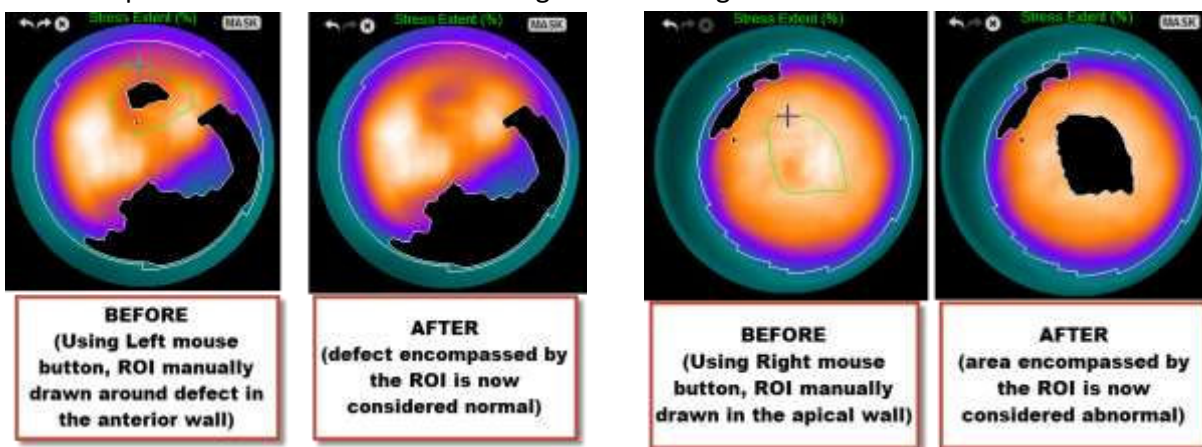 Stress Extent (%)
MASK
Stress Extent (%)
MASK
Stress Extent (%)
MASK
Stress Extent (%)
MASK
BEFORE
(Using Left mouse
button, ROI manually
drawn around defect in
the anterior wall)
AFTER
(defect encompassed by
the ROI is now
considered normal)
BEFORE
(Using Right mouse
button, ROI manually
drawn in the apical wall)
AFTER
(area encompassed by
the ROI is now
considered abnormal)